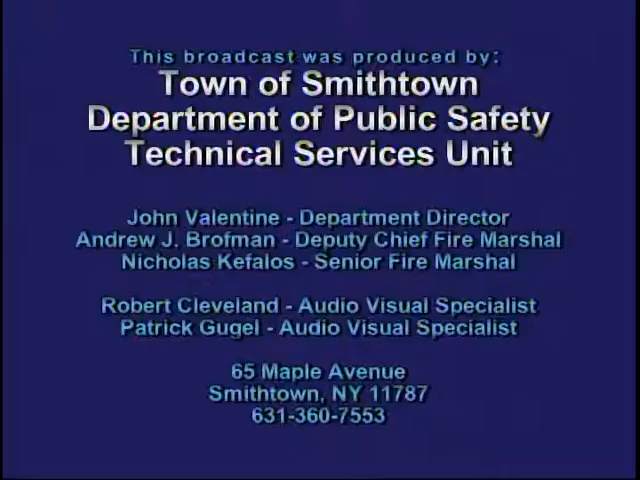 This broadcast was produced by:
Town of Smithtown
Department of Public Safety
Technical Services Unit
John Valentine - Department Director
Andrew J. Brofman - Deputy Chief Fire Marshal
Nicholas Kefalos - Senior Fire Marshal
Robert Cleveland - Audio Visual Specialist
Patrick Gugel - Audio Visual Specialist
65 Maple Avenue
Smithtown, NY 11787
631-360-7553